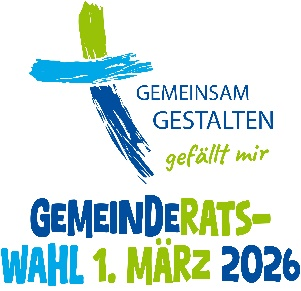 GEMEINSAM
GESTALTEN
gefällt mir
GEMEINDERATS-
WAHL 1. MÄRZ 2026